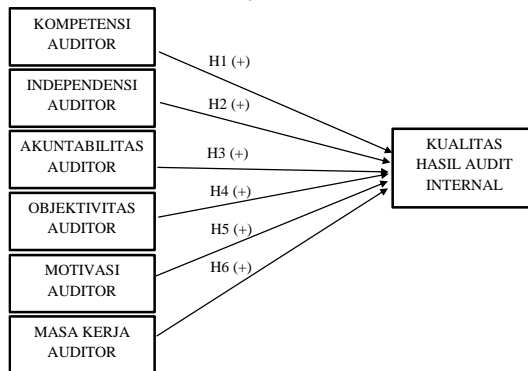 KOMPETENSI
AUDITOR
H1 (+)
INDEPENDENSI
AUDITOR
H2 (+)
AKUNTABILITAS
AUDITOR
H3 (+)
KUALITAS
HASIL AUDIT
INTERNAL
OBJEKTIVITAS
AUDITOR
H4 (+)
MOTIVASI
AUDITOR
H5 (+)
H6 (+)
MASA KERJA
AUDITOR